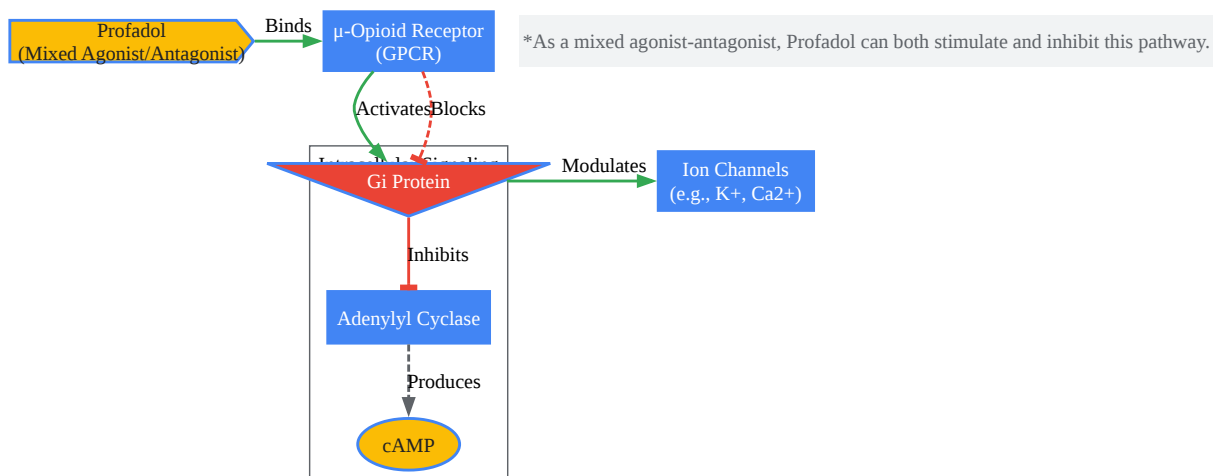 Profadol
(Mixed Agonist/Antagonist)
Binds
μ-Opioid Receptor
(GPCR)
*As a mixed agonist-antagonist, Profadol can both stimulate and inhibit this pathway.
Activates
Blocks
Gi Protein
Modulates
Ion Channels
(e.g., K+, Ca2+)
Inhibits
Adenylyl Cyclase
Produces
cAMP